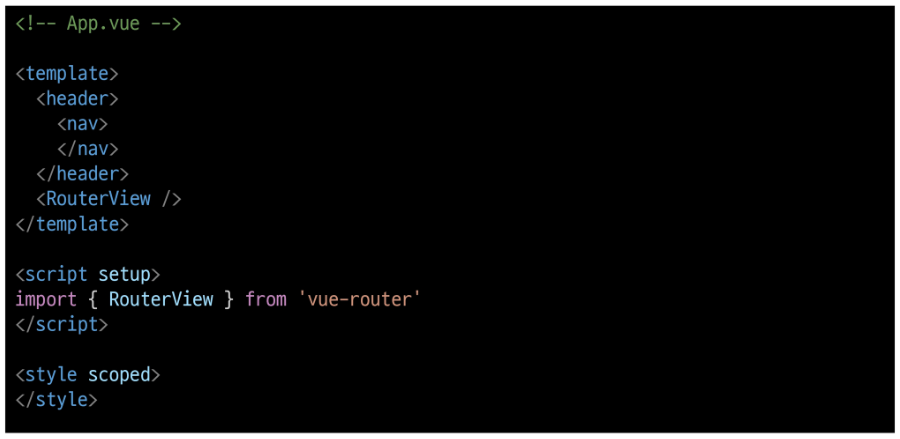 <!-- App.vue -->
<template>
  <header>
    <nav>
    </nav>
  </header>
  <RouterView />
</template>
<script setup>
import { RouterView } from 'vue-router'
</script>
<style scoped>
</style>